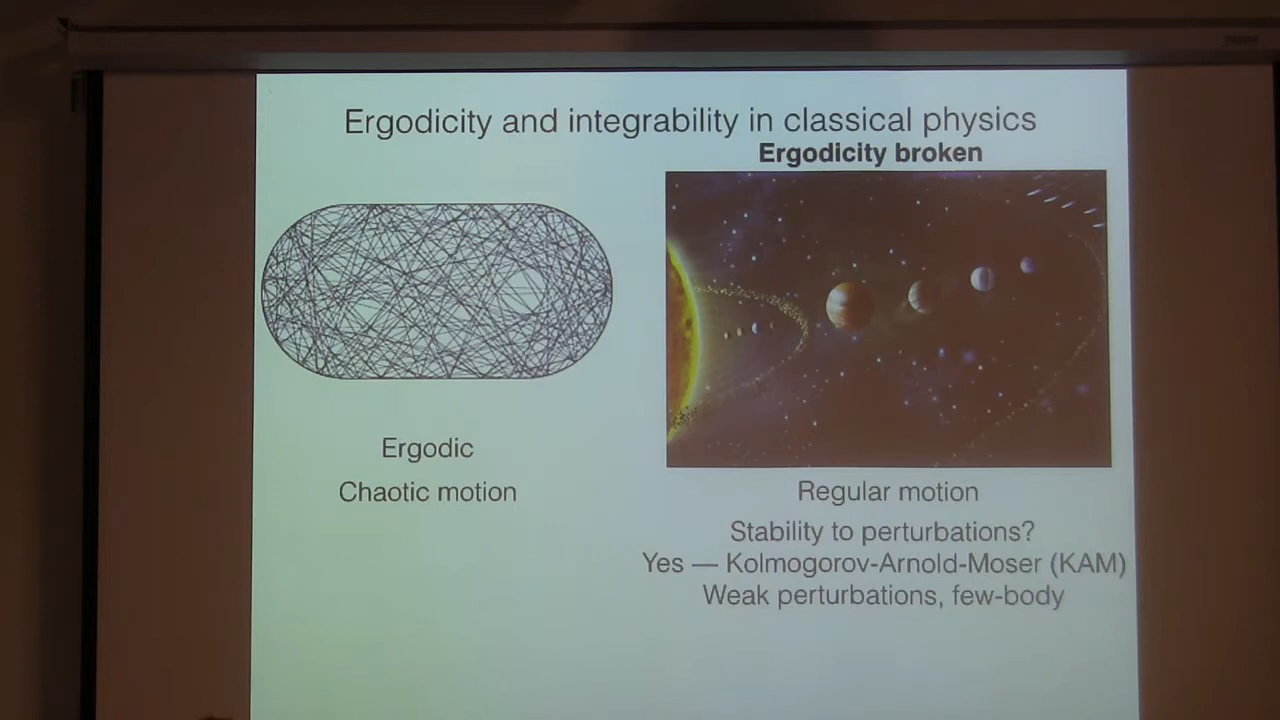 Ergodicity and integrability in classical physics
Ergodicity broken
Ergodic
Chaotic motion
Regular motion
Stability to perturbations?
Yes — Kolmogorov-Arnold-Moser (KAM)
Weak perturbations, few-body